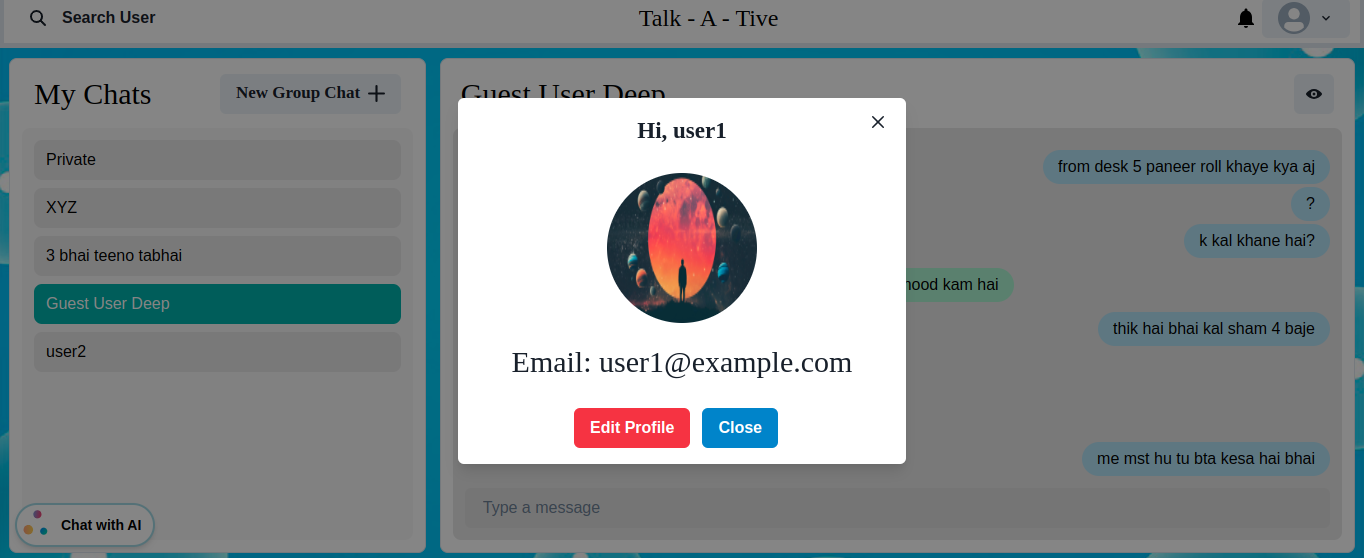 Search User
Talk - A - Tive
My Chats
New Group Chat
Private
XYZ
3 bhai teeno tabhai
Guest User Deep
user2
Chat with AI
Guest User Deep
from desk 5 paneer roll khaye kya aj
?
k kal khane hai?
kam hai
thik hai bhai kal sham 4 baje
me mst hu tu bta kesa hai bhai
Type a message
Hi, user1
Email: user1@example.com
Edit Profile
Close